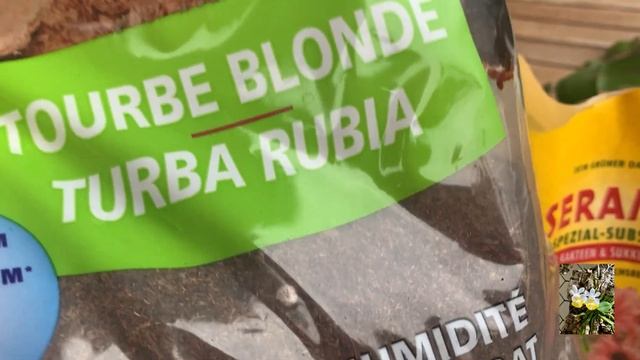 TOURBE BLONDE
TURBA RUBIA
M*
HUMIDITÉ
SERAM
SPEZIAL-SUBS
KAKTEEN & SUKK